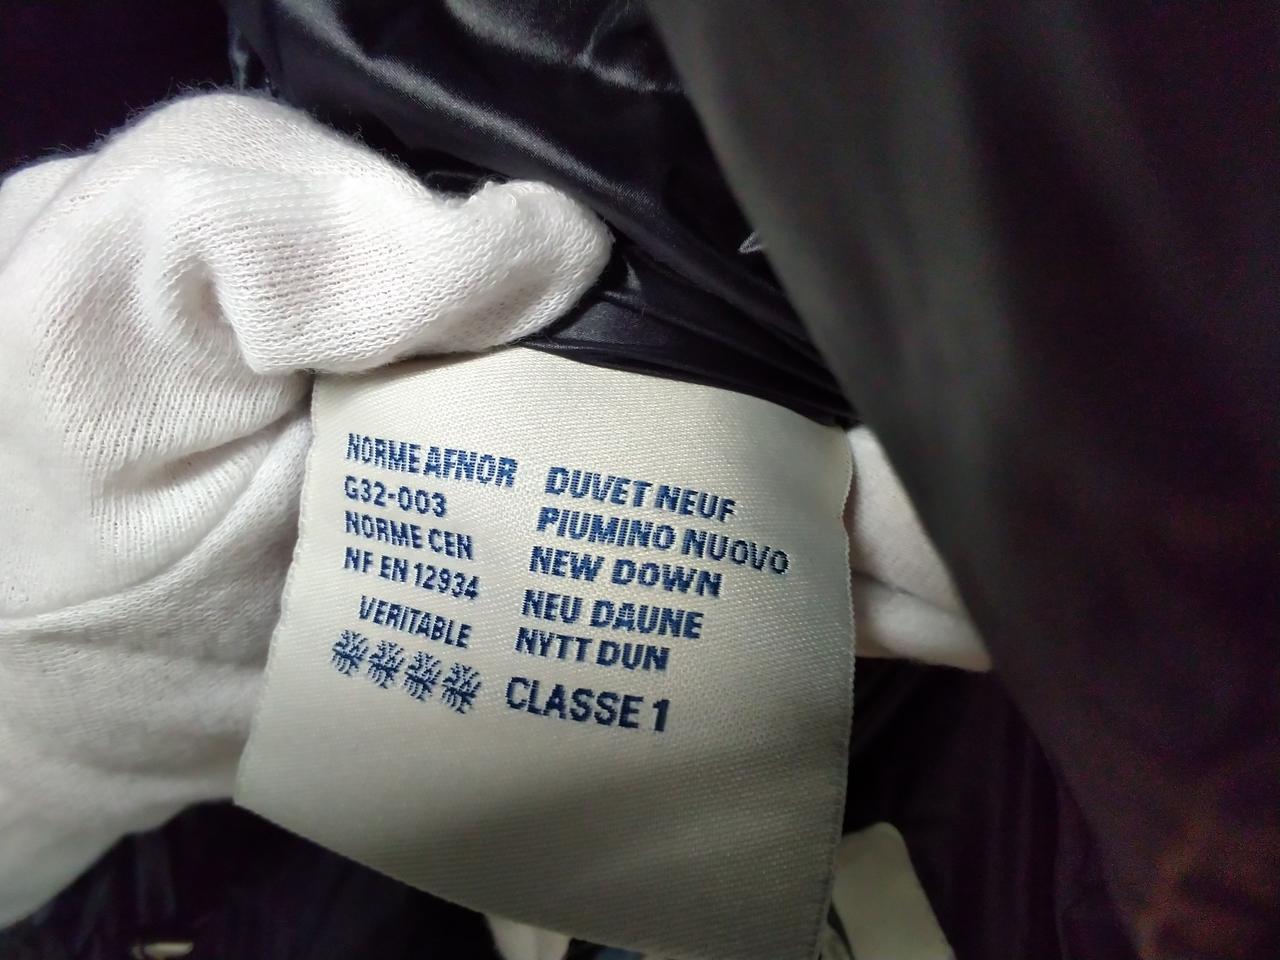 NORME AFNOR
G32-003
NORME CEN
NF EN 12934
VERITABLE
DUVET NEUF
PIUMINO NUOVO
NEW DOWN
NEU DAUNE
NYTT DUN
CLASSE 1